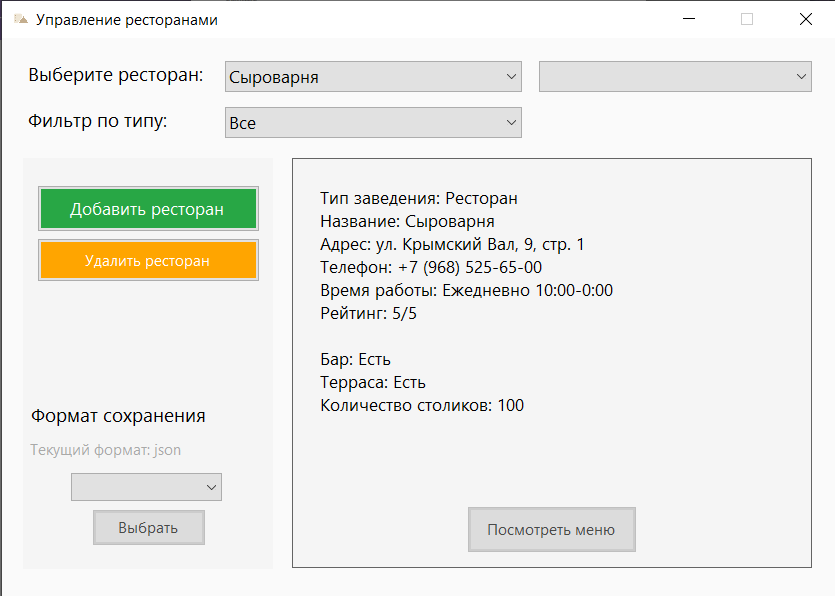 Управление ресторанами
Выберите ресторан: Сыроварня
Фильтр по типу: Все
Добавить ресторан
Удалить ресторан
Формат сохранения
Текущий формат: json
Выбрать
Тип заведения: Ресторан
Название: Сыроварня
Адрес: ул. Крымский Вал, 9, стр. 1
Телефон: +7 (968) 525-65-00
Время работы: Ежедневно 10:00-0:00
Рейтинг: 5/5
Бар: Есть
Терраса: Есть
Количество столиков: 100
Посмотреть меню